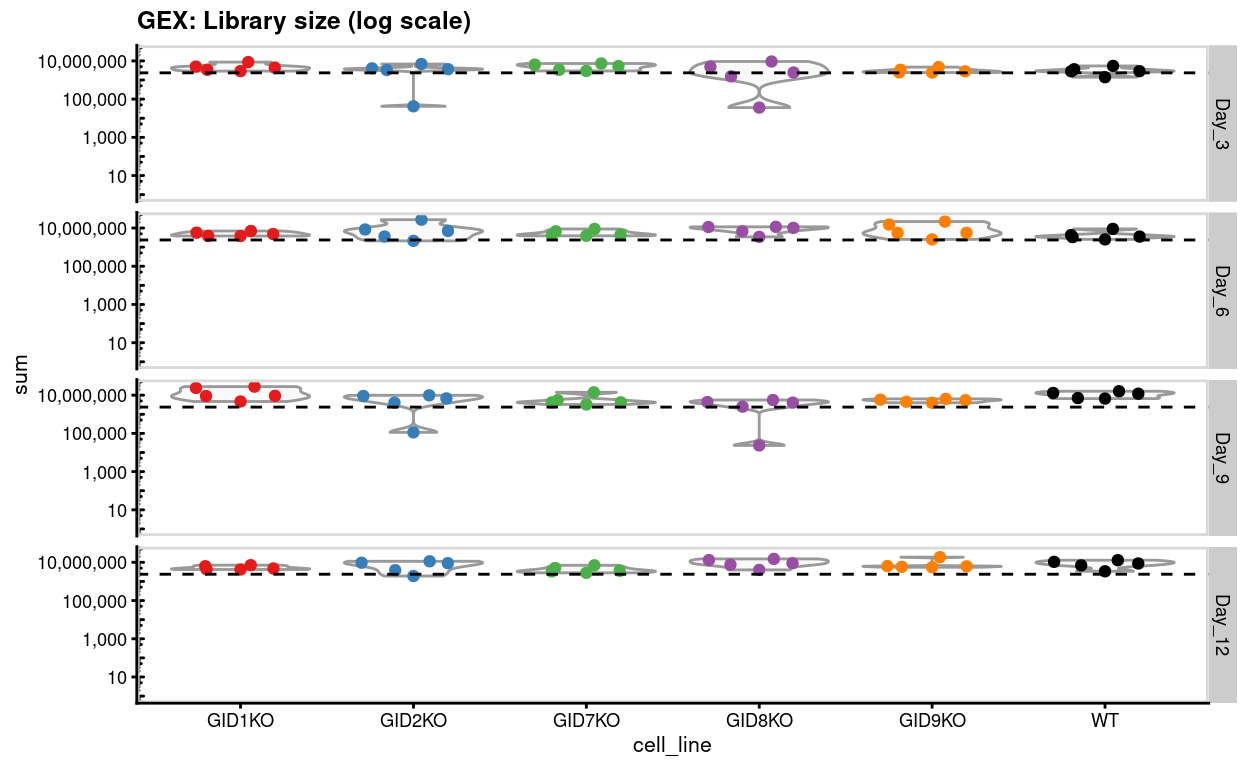 GEX: Library size (log scale)
10,000,000
100,000
1,000
10
Day_3
10,000,000
100,000
1,000
10
Day_6
sum
10,000,000
100,000
1,000
10
Day_9
10,000,000
100,000
1,000
10
Day_12
GID1KO GID2KO GID7KO GID8KO GID9KO WT
cell_line